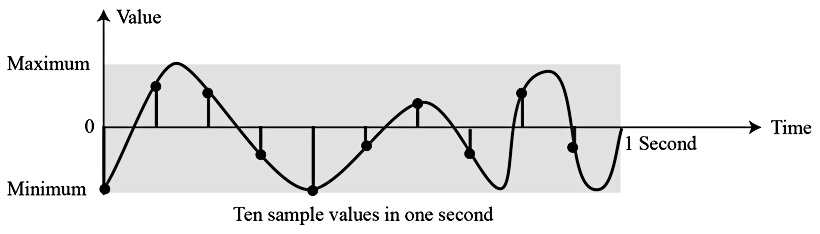 Value
Maximum
0
Time
1 Second
Minimum
Ten sample values in one second